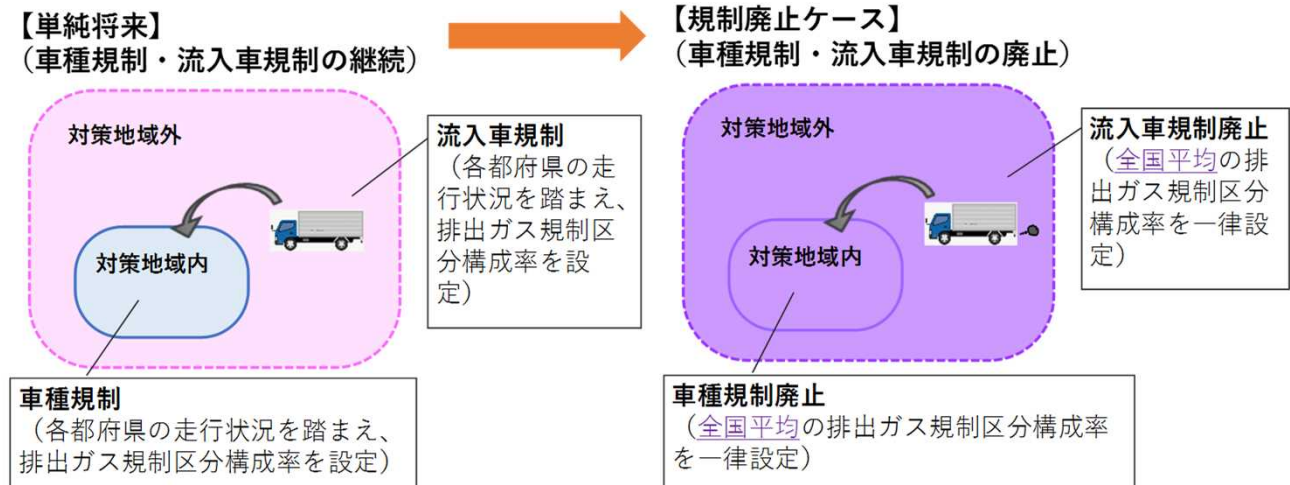 【単純将来】
（車種規制・流入車規制の継続）
対策地域外
対策地域内
流入車規制
（各都府県の走
行状況を踏まえ、
排出ガス規制区
分構成率を設
定）
車種規制
（各都府県の走行状況を踏まえ、
排出ガス規制区分構成率を設定）
【規制廃止ケース】
（車種規制・流入車規制の廃止）
対策地域外
対策地域内
流入車規制廃止
（全国平均の排
出ガス規制区分
構成率を一律設
定）
車種規制廃止
（全国平均の排出ガス規制区分構成率
を一律設定）